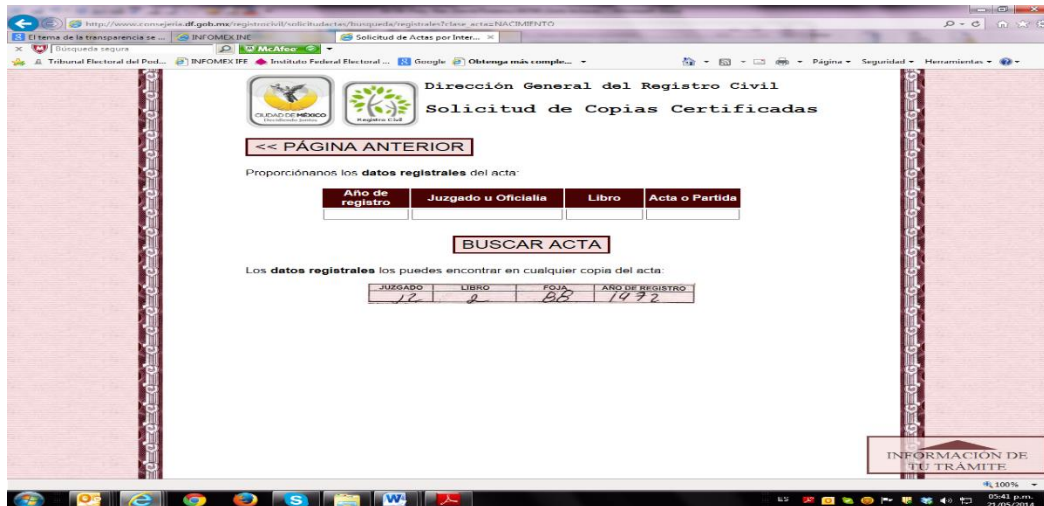 http://www.consejeria.df.gob.mx/registrocivil/solicitudactas/busqueda/registrales?clase_acta=NACIMIENTO
El tema de la transparencia se ...
INFOMEX INE
Solicitud de Actas por Inter...
Búsqueda segura
McAfee
Tribunal Electoral del Pod...
INFOMEX IFE
Instituto Federal Electoral ...
Google
Obtenga más comple...
Página
Seguridad
Herramientas
CIUDAD DE MÉXICO
Decidiendo Juntos
Registro Civil
Dirección General del Registro Civil
Solicitud de Copias Certificadas
<< PÁGINA ANTERIOR
Proporciónanos los datos registrales del acta:
Año de registro
Juzgado u Oficialía
Libro
Acta o Partida
BUSCAR ACTA
Los datos registrales los puedes encontrar en cualquier copia del acta:
JUZGADO LIBRO FOJA AÑO DE REGISTRO
12 2 88 1972
INFORMACIÓN DE
TU TRÁMITE
100%
ES
05:41 p.m.
21/05/2014